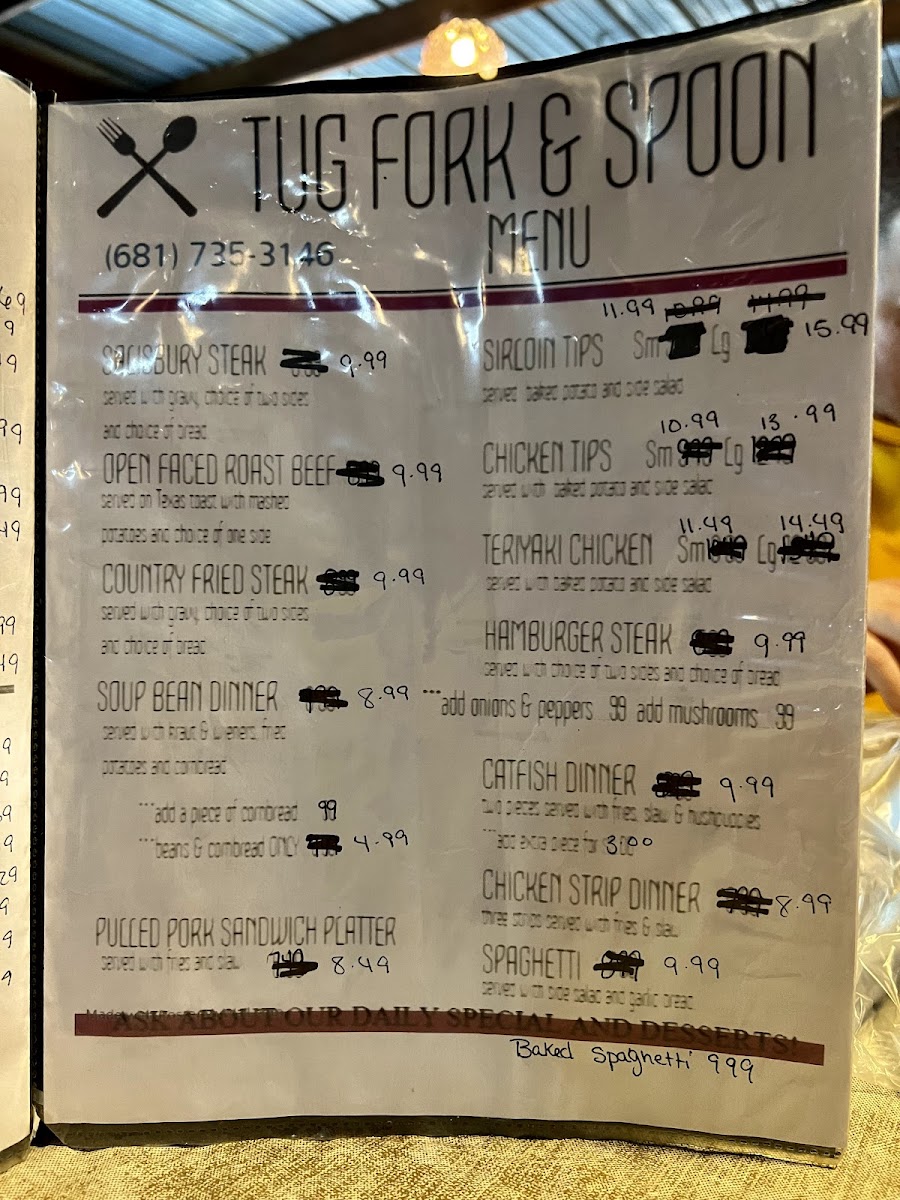 TUG FORK & SPOON
MENU
(681) 735-3146
SALISBURY STEAK 9.99
served with gravy, choice of two sides
and choice of bread
OPEN FACED ROAST BEEF 9.99
served on Texas toast with mashed
potatoes and choice of one side
COUNTRY FRIED STEAK 9.99
served with gravy, choice of two sides
and choice of bread
SOUP BEAN DINNER 8.99
served with kraut & wieners, fried
potatoes and cornbread
***add a piece of cornbread 99
***beans & cornbread ONLY 4.99
PULLED PORK SANDWICH PLATTER
served with fries and slaw 8.49
11.99 15.99
SIRLOIN TIPS Sm Lg
served baked potato and side salad
10.99 13.99
CHICKEN TIPS Sm Lg
served with baked potato and side salad
11.49 14.49
TERIYAKI CHICKEN Sm Lg
served with baked potato and side salad
HAMBURGER STEAK 9.99
served with choice of two sides and choice of bread
***add onions & peppers...99 add mushrooms...99
CATFISH DINNER 9.99
two pieces served with fries, slaw & hushpuppies
***add extra piece for 3.00
CHICKEN STRIP DINNER 8.99
three strips served with fries & slaw
SPAGHETTI 9.99
served with side salad and garlic bread
ASK ABOUT OUR DAILY SPECIAL AND DESSERTS!
Baked Spaghetti 999